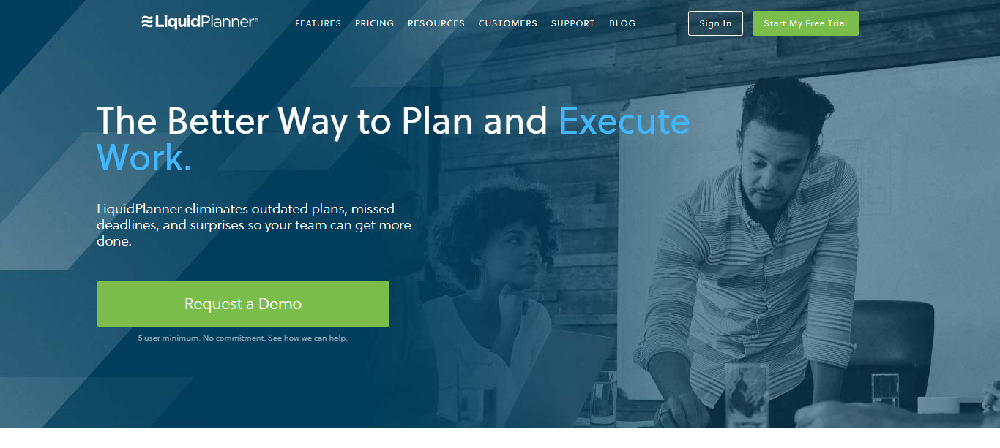 LiquidPlanner®
FEATURES PRICING RESOURCES CUSTOMERS SUPPORT BLOG
Sign In
Start My Free Trial
The Better Way to Plan and Execute
Work.
LiquidPlanner eliminates outdated plans, missed
deadlines, and surprises so your team can get more
done.
Request a Demo
5 user minimum. No commitment. See how we can help.